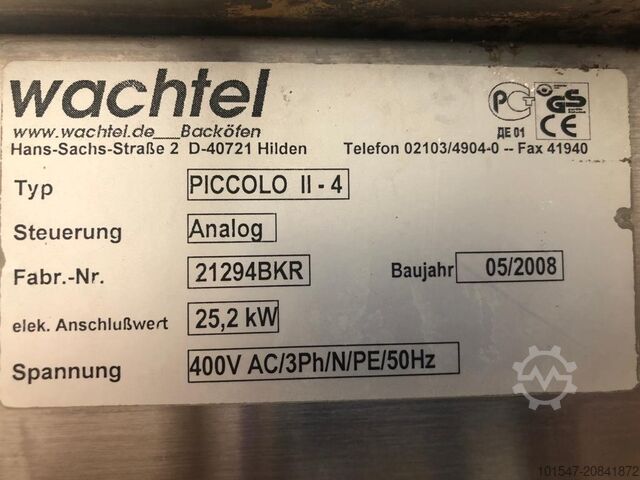 wachtel
www.wachtel.de__Backöfen
Hans-Sachs-Straße 2 D-40721 Hilden Telefon 02103/4904-0 -- Fax 41940
РСТ
ДЕ 01
GS
CE
Typ PICCOLO II - 4
Steuerung Analog
Fabr.-Nr. 21294BKR Baujahr 05/2008
elek. Anschlußwert 25,2 kW
Spannung 400V AC/3Ph/N/PE/50Hz
101547-20841872